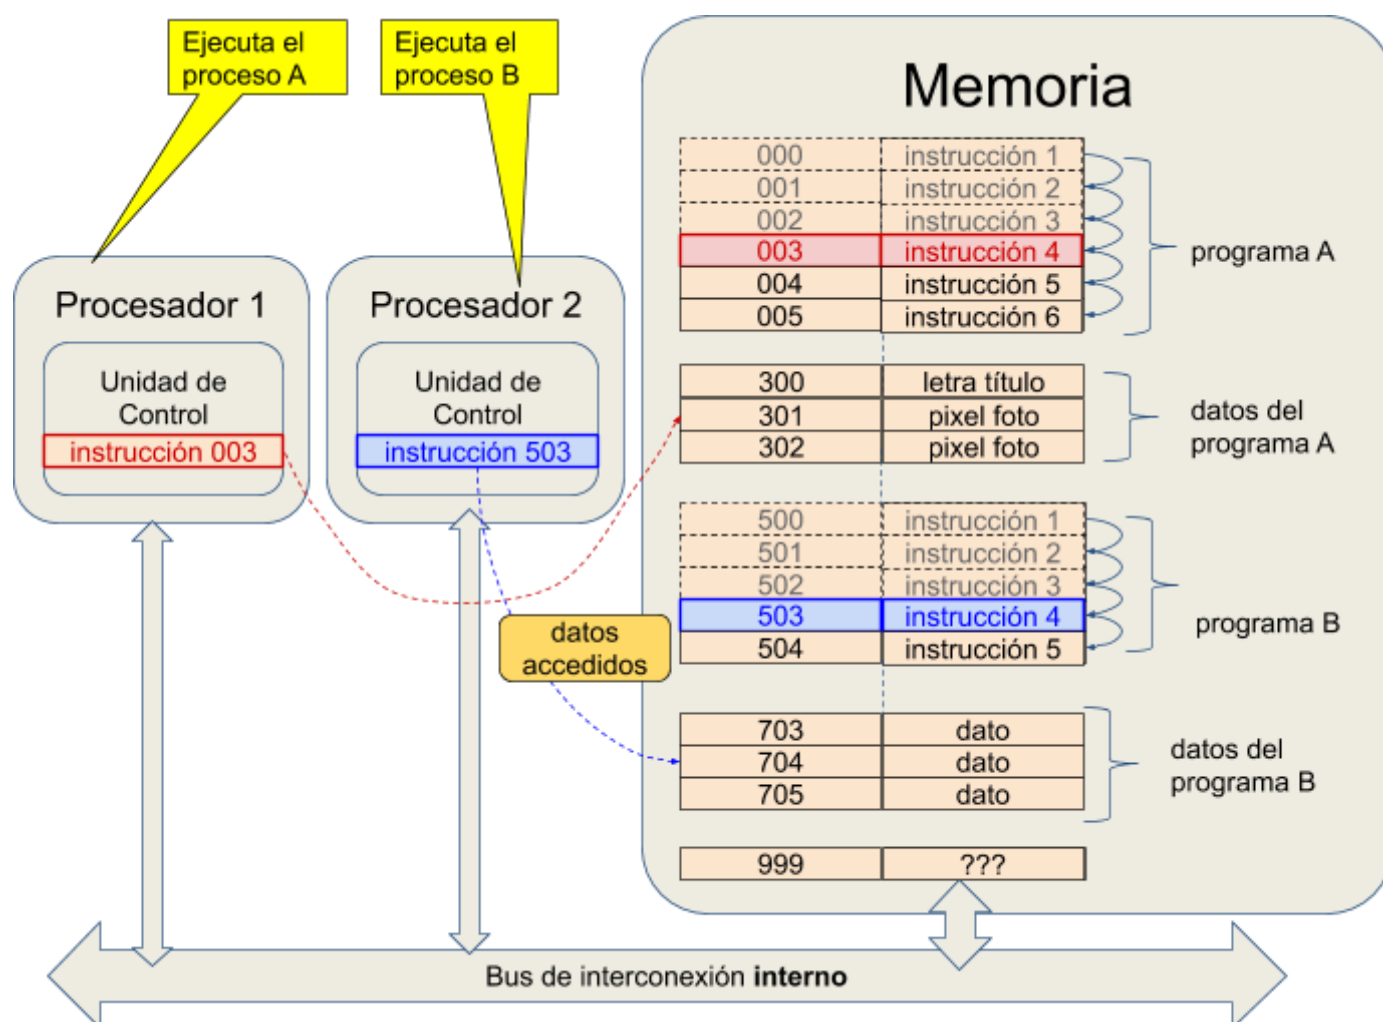 Ejecuta el
proceso A
Ejecuta el
proceso B
Memoria
000 instrucción 1
001 instrucción 2
002 instrucción 3
003 instrucción 4
004 instrucción 5
005 instrucción 6
programa A
Procesador 1
Unidad de
Control
instrucción 003
Procesador 2
Unidad de
Control
instrucción 503
300 letra título
301 pixel foto
302 pixel foto
datos del
programa A
500 instrucción 1
501 instrucción 2
502 instrucción 3
503 instrucción 4
504 instrucción 5
programa B
datos
accedidos
703 dato
704 dato
705 dato
datos del
programa B
999 ???
Bus de interconexión interno